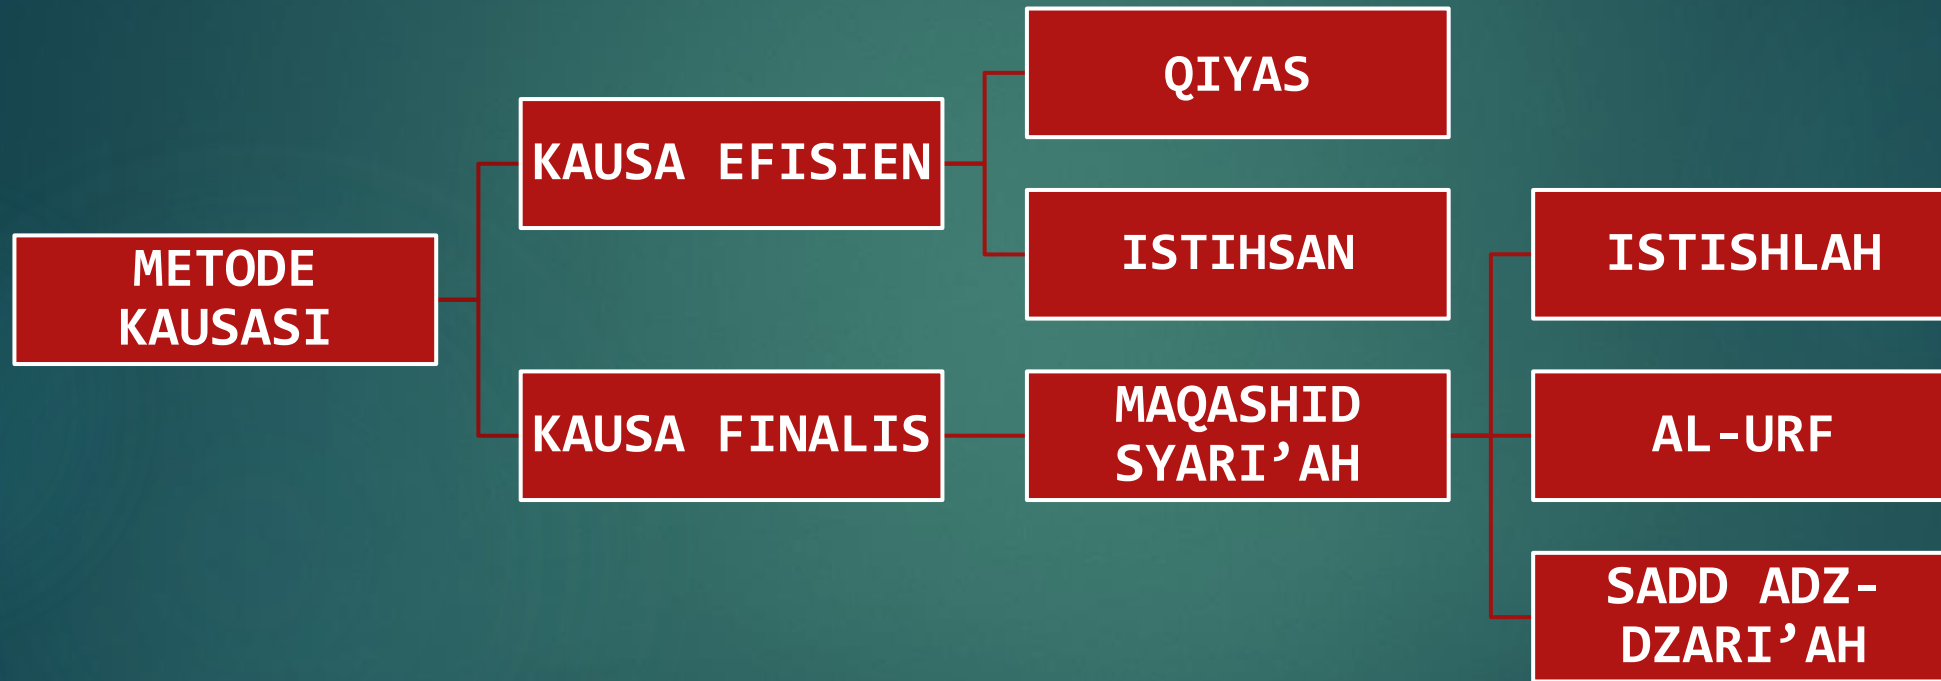 METODE
KAUSASI
KAUSA EFISIEN
QIYAS
ISTIHSAN
KAUSA FINALIS
MAQASHID
SYARI’AH
ISTISHLAH
AL-URF
SADD ADZ-
DZARI’AH